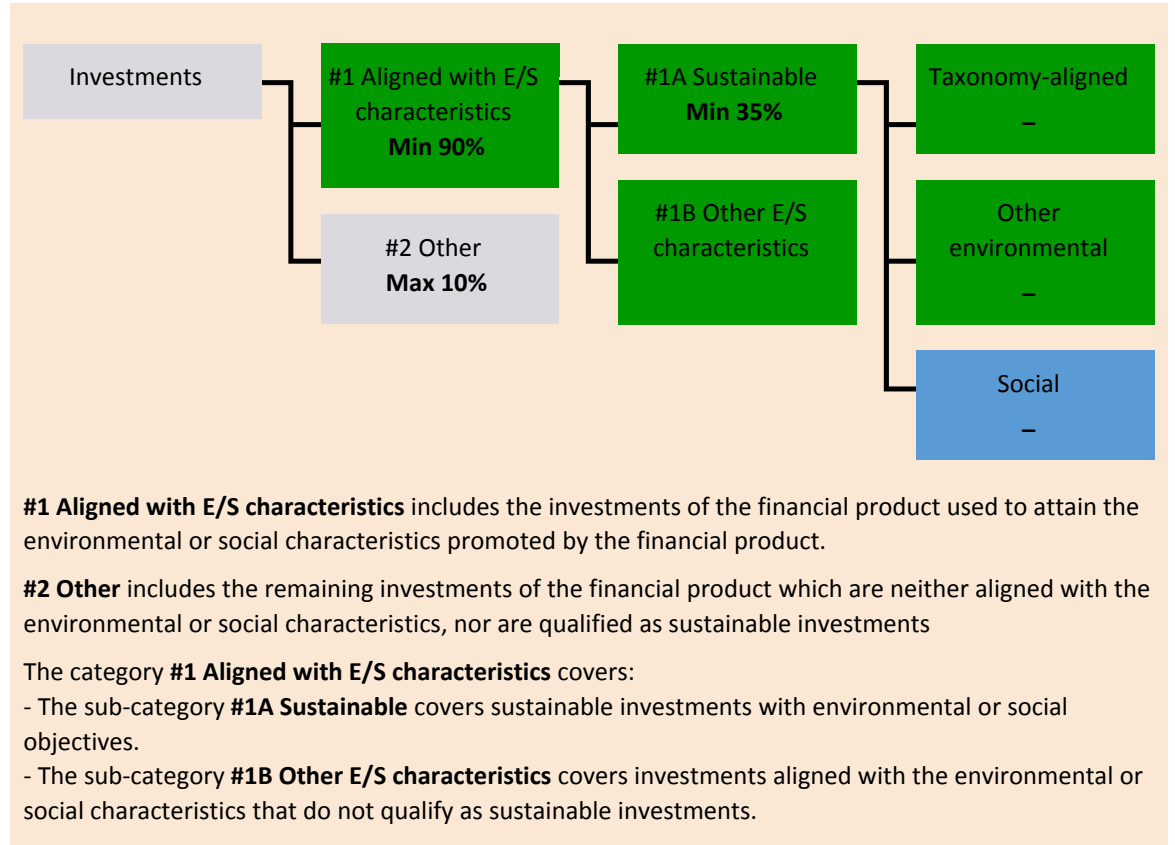 Investments
#1 Aligned with E/S
characteristics
Min 90%
#2 Other
Max 10%
#1A Sustainable
Min 35%
#1B Other E/S
characteristics
Taxonomy-aligned
–
Other
environmental
–
Social
–
#1 Aligned with E/S characteristics includes the investments of the financial product used to attain the
environmental or social characteristics promoted by the financial product.
#2 Other includes the remaining investments of the financial product which are neither aligned with the
environmental or social characteristics, nor are qualified as sustainable investments
The category #1 Aligned with E/S characteristics covers:
- The sub-category #1A Sustainable covers sustainable investments with environmental or social
objectives.
- The sub-category #1B Other E/S characteristics covers investments aligned with the environmental or
social characteristics that do not qualify as sustainable investments.